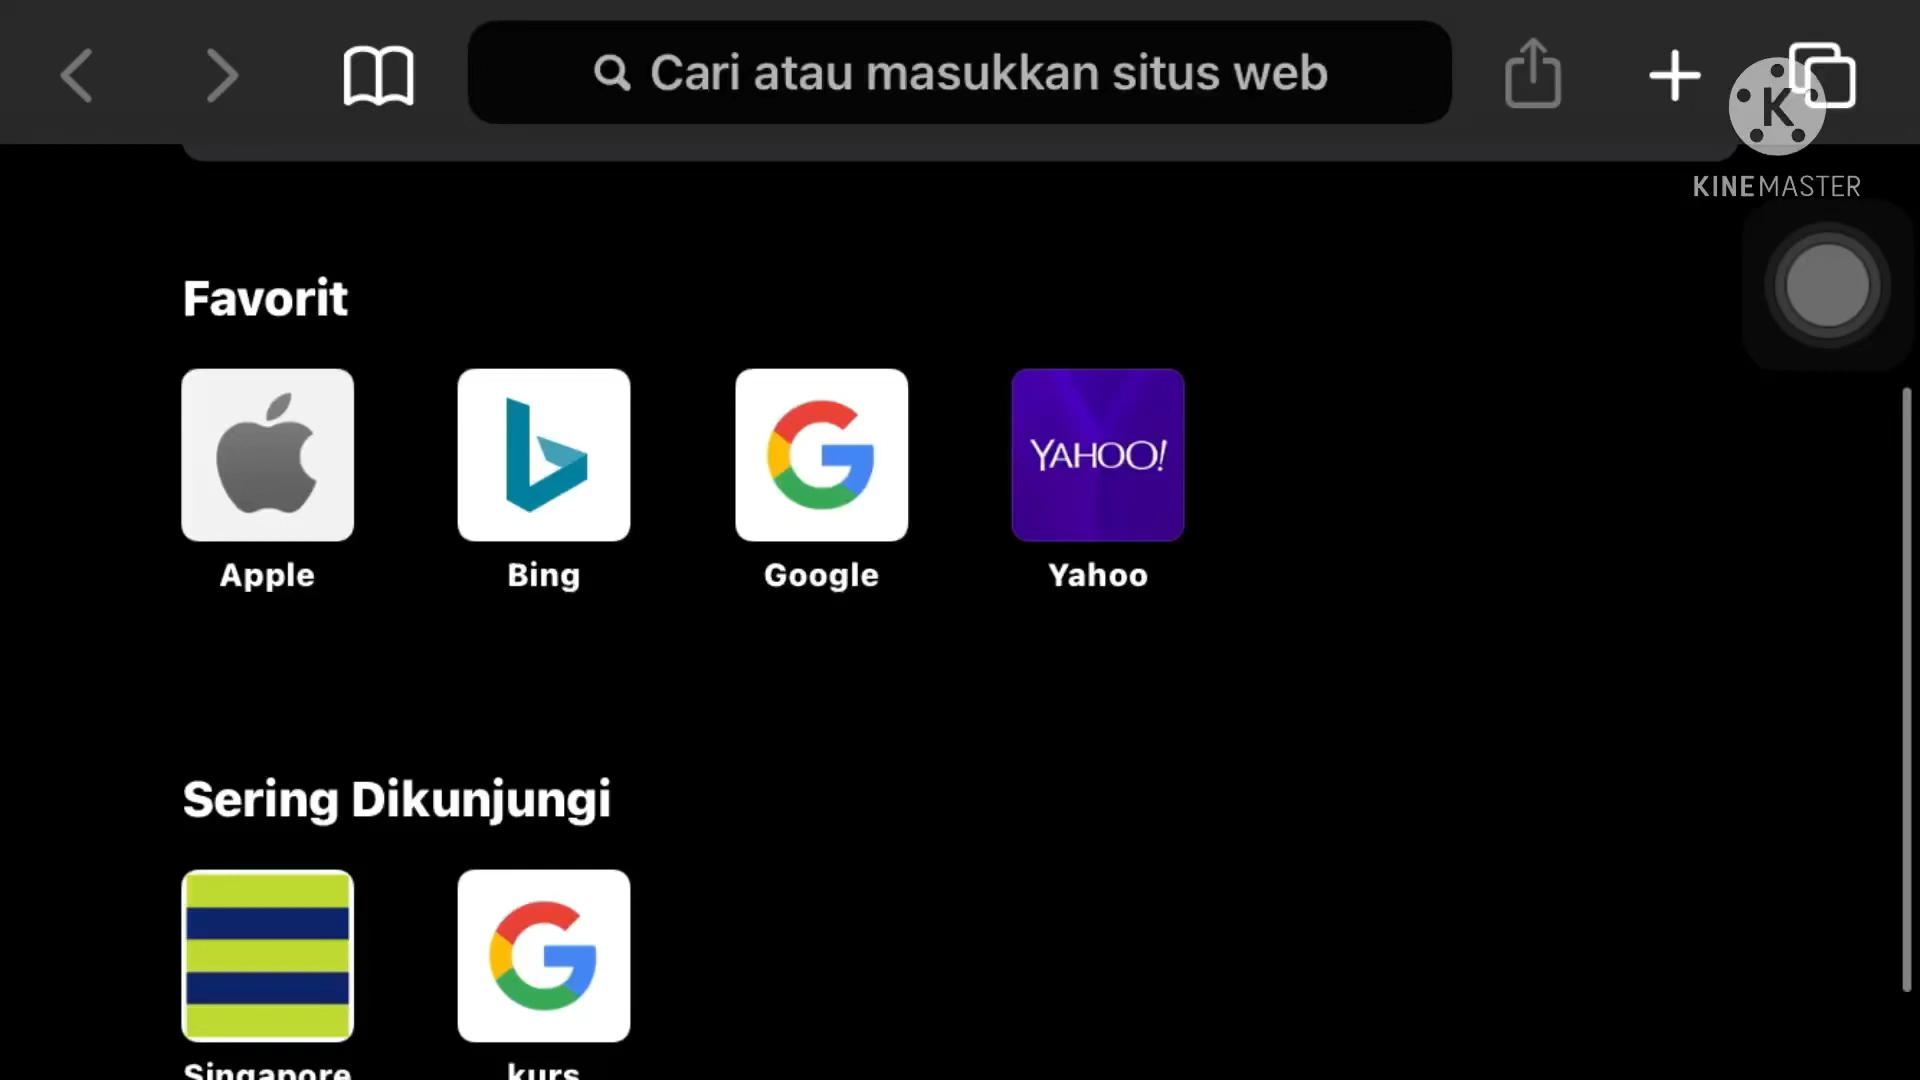 Cari atau masukkan situs web
KINEMASTER
Favorit
YAHOO!
Apple
Bing
Google
Yahoo
Sering Dikunjungi
Singapore
kurs